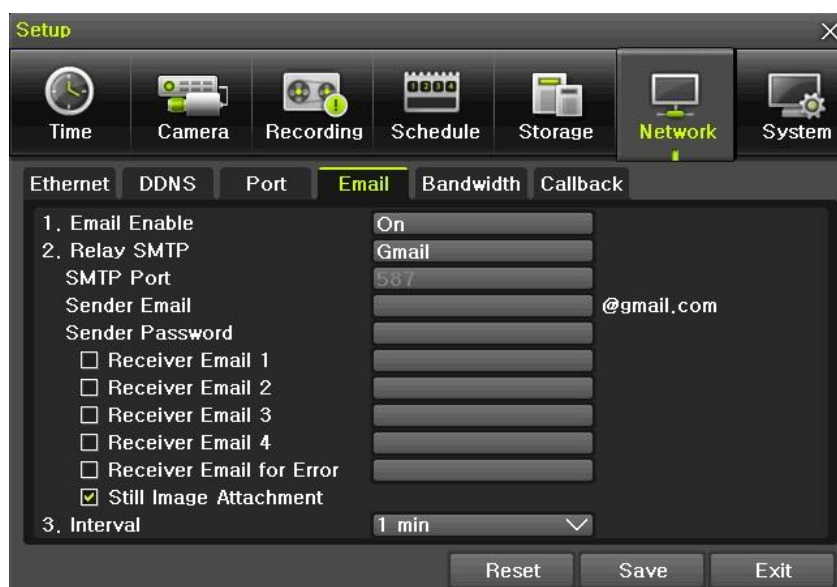 Setup
Time Camera Recording Schedule Storage Network System
Ethernet DDNS Port Email Bandwidth Callback
1. Email Enable On
2. Relay SMTP Gmail
SMTP Port 587
Sender Email @gmail.com
Sender Password
Receiver Email 1
Receiver Email 2
Receiver Email 3
Receiver Email 4
Receiver Email for Error
Still Image Attachment
3. Interval 1 min
Reset Save Exit